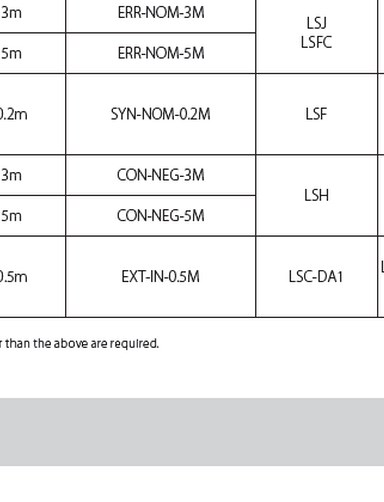 3m ERR-NOM-3M LSJ
LSFC
5m ERR-NOM-5M
0.2m SYN-NOM-0.2M LSF
3m CON-NEG-3M LSH
5m CON-NEG-5M
0.5m EXT-IN-0.5M LSC-DA1
than the above are required.